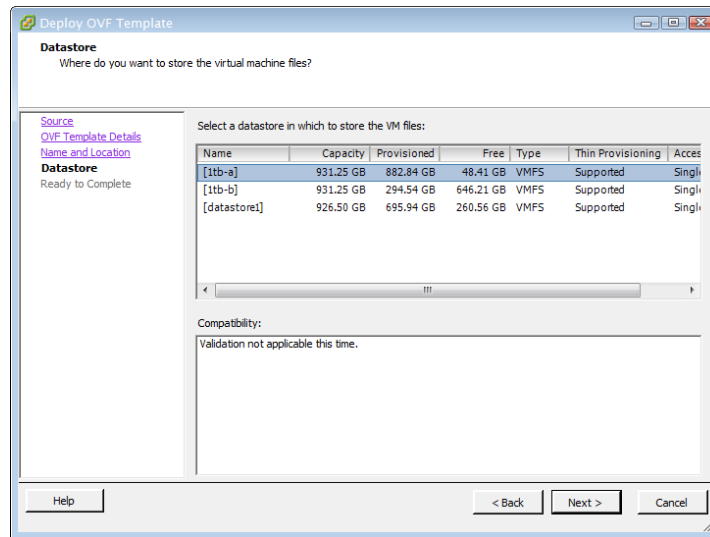 Deploy OVF Template
Datastore
Where do you want to store the virtual machine files?
Source
OVF Template Details
Name and Location
Datastore
Ready to Complete
Select a datastore in which to store the VM files:
Name Capacity Provisioned Free Type Thin Provisioning Acces
[1tb-a] 931.25 GB 882.84 GB 48.41 GB VMFS Supported Singl
[1tb-b] 931.25 GB 294.54 GB 646.21 GB VMFS Supported Singl
[datastore1] 926.50 GB 695.94 GB 260.56 GB VMFS Supported Singl
Compatibility:
Validation not applicable this time.
Help < Back Next > Cancel